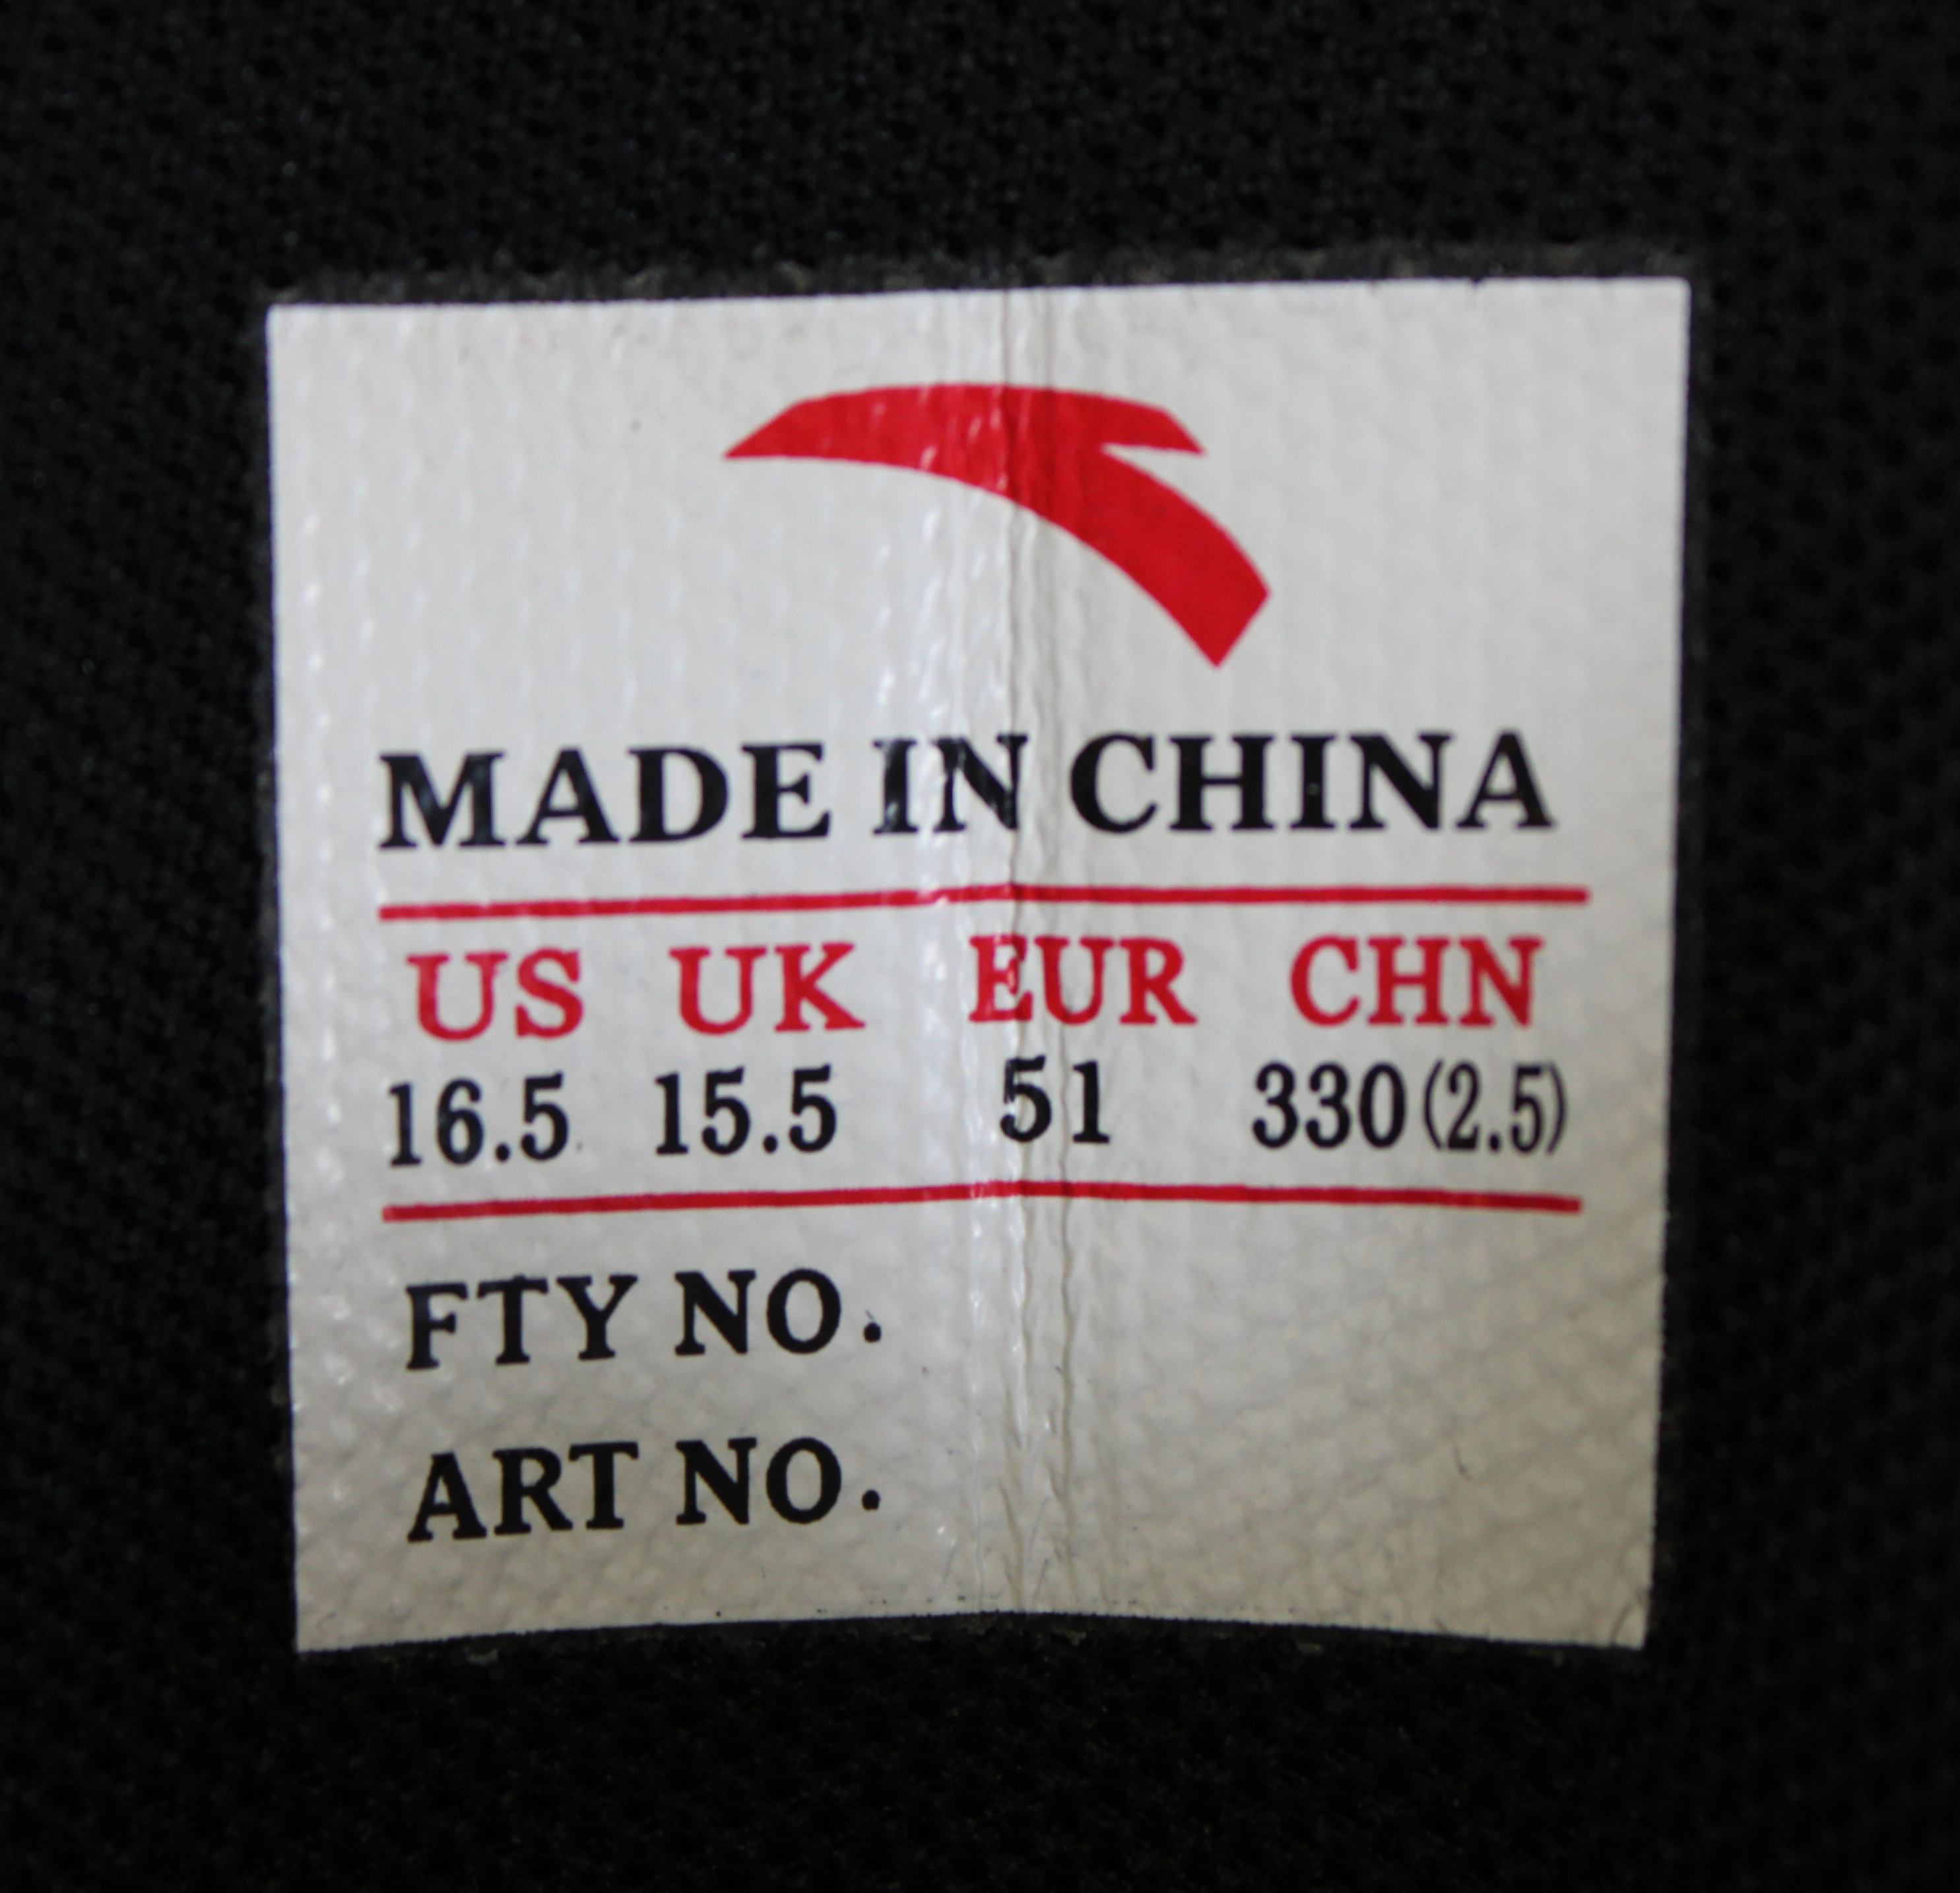 MADE IN CHINA
US UK EUR CHN
16.5 15.5 51 330(2.5)
FTY NO.
ART NO.